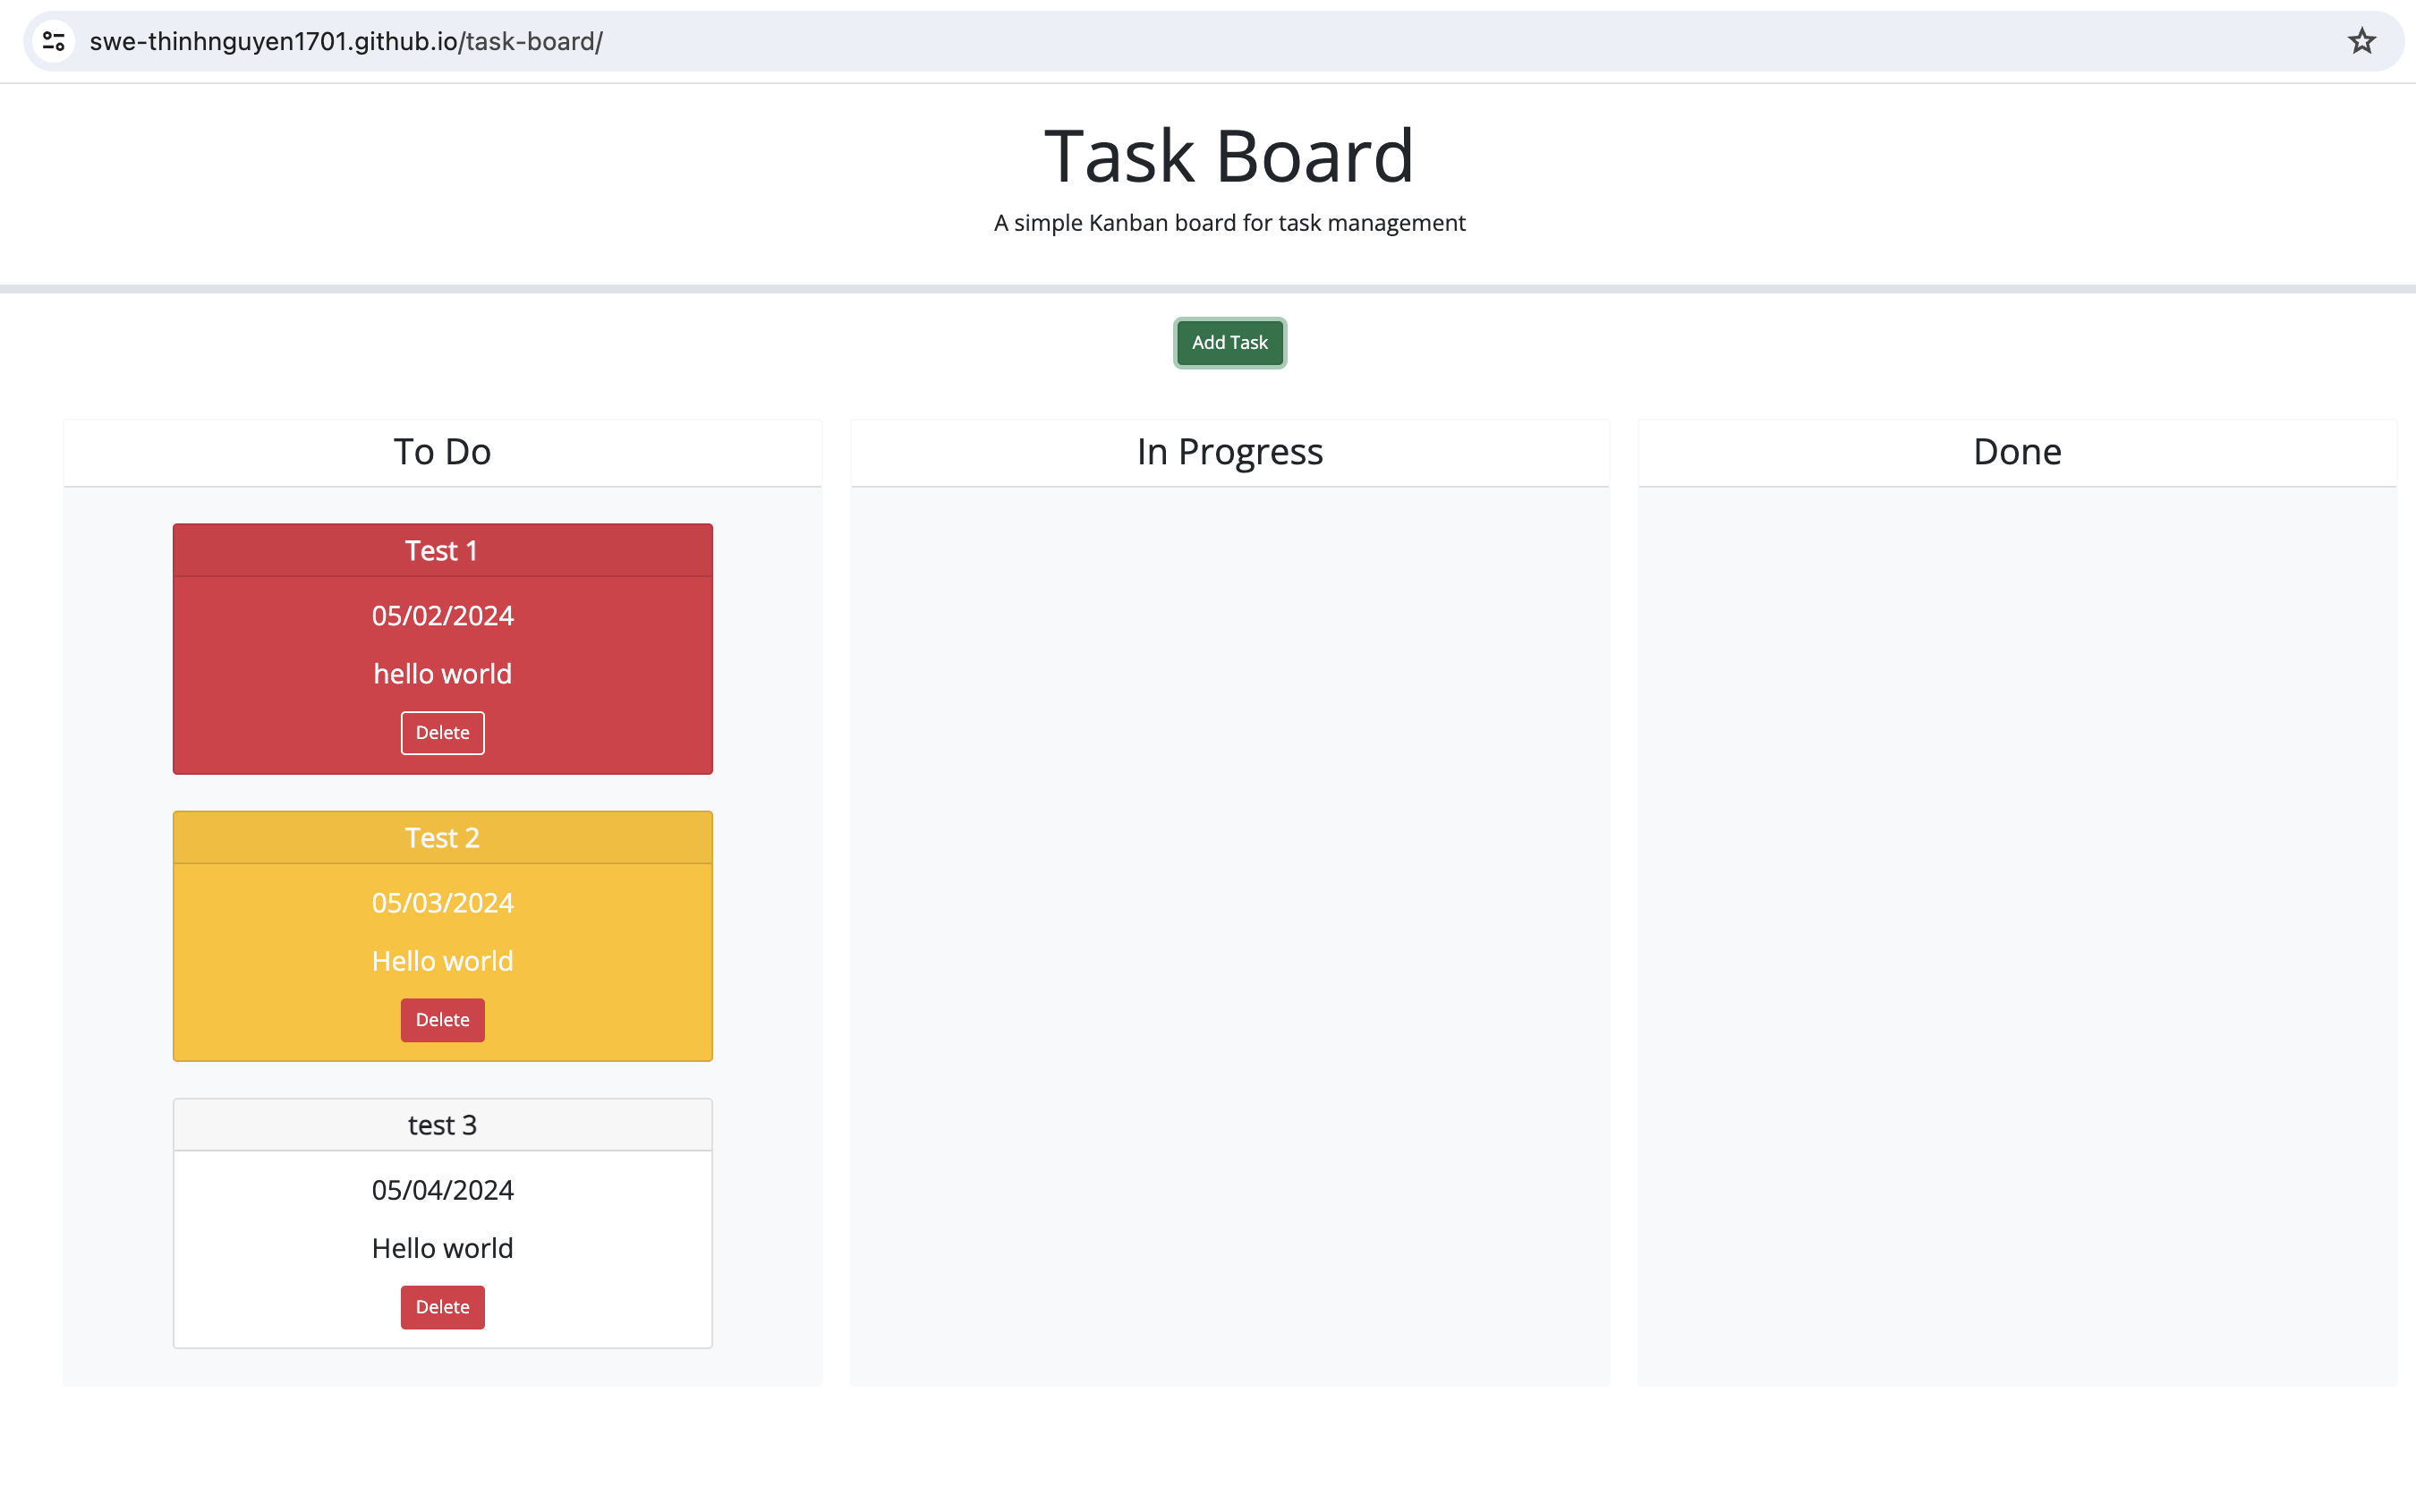 swe-thinhnguyen1701.github.io/task-board/
Task Board
A simple Kanban board for task management
Add Task
To Do
Test 1
05/02/2024
hello world
Delete
Test 2
05/03/2024
Hello world
Delete
test 3
05/04/2024
Hello world
Delete
In Progress
Done